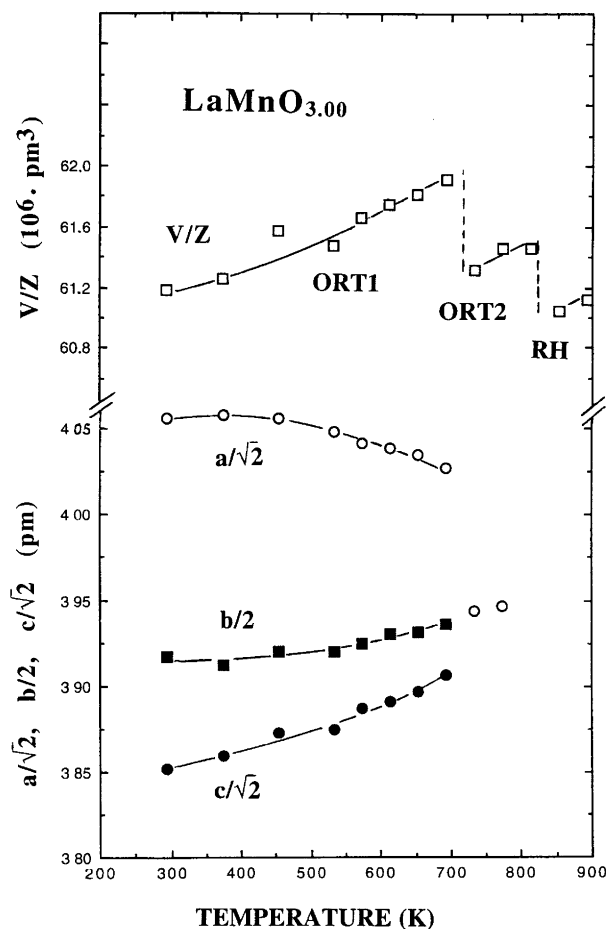 LaMnO3.00
V/Z (10⁶. pm³)
62.0
61.6
61.2
60.8
V/Z
ORT1
ORT2
RH
a/√2, b/2, c/√2 (pm)
4 05
4 00
3 95
3 90
3 85
3 80
a/√2
b/2
c/√2
200 300 400 500 600 700 800 900
TEMPERATURE (K)